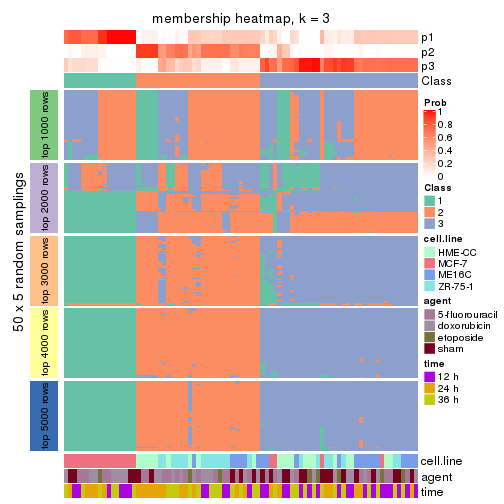 membership heatmap, k = 3
p1
p2
p3
Class
50 x 5 random samplings
top 1000 rows
top 2000 rows
top 3000 rows
top 4000 rows
top 5000 rows
cell.line
agent
time
Prob
1
0.8
0.6
0.4
0.2
0
Class
1
2
3
cell.line
HME-CC
MCF-7
ME16C
ZR-75-1
agent
5-fluorouracil
doxorubicin
etoposide
sham
time
12 h
24 h
36 h